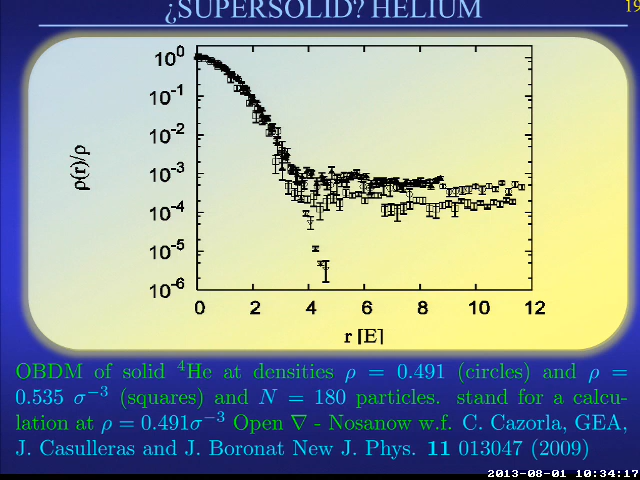 ¿SUPERSOLID? HELIUM
19
10^0
10^-1
10^-2
10^-3
10^-4
10^-5
10^-6
ρ(r)/ρ
0 2 4 6 8 10 12
r [E]
OBDM of solid ^4He at densities ρ = 0.491 (circles) and ρ =
0.535 σ^−3 (squares) and N = 180 particles. stand for a calcu-
lation at ρ = 0.491σ^−3 Open ∇ - Nosanow w.f. C. Cazorla, GEA,
J. Casulleras and J. Boronat New J. Phys. 11 013047 (2009)
2013-08-01 10:34:17